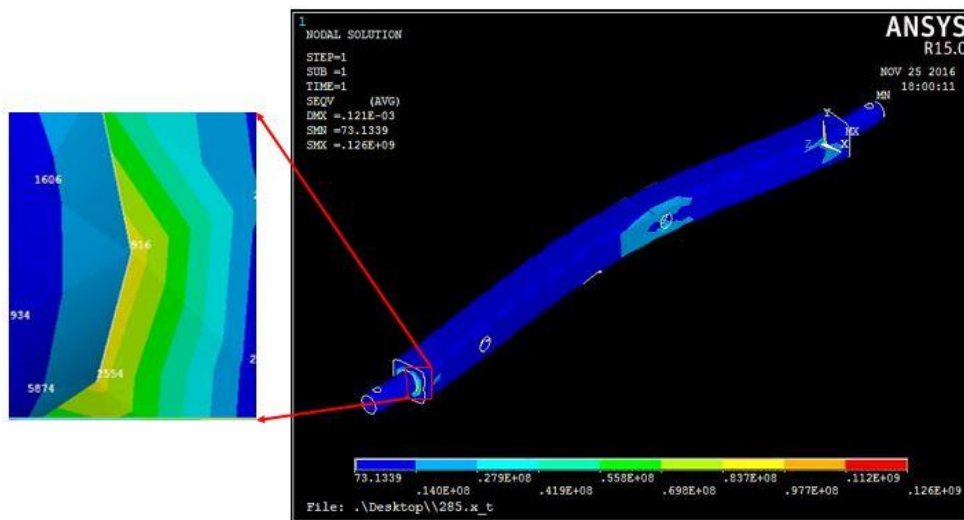 1
NODAL SOLUTION
STEP=1
SUB =1
TIME=1
SEQV (AVG)
DMX =.121E-03
SMN =73.1339
SMX =.126E+09
ANSYS
R15.0
NOV 25 2016
18:00:11
MN
Y
MX
Z X
1606
916
934
2554
5874
73.1339 .279E+08 .558E+08 .837E+08 .112E+09
.140E+08 .419E+08 .698E+08 .977E+08 .126E+09
File: .\Desktop\\285.x_t